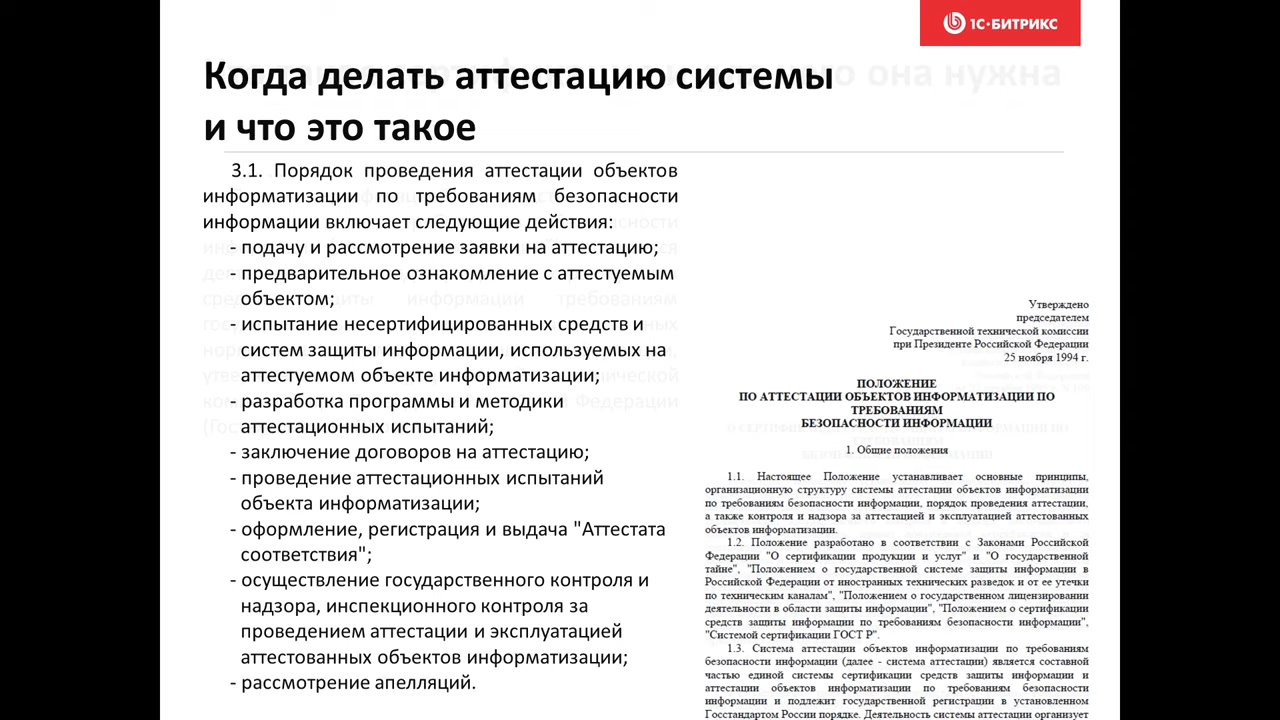 1С·БИТРИКС
Когда делать аттестацию системы
и что это такое
3.1. Порядок проведения аттестации объектов
информатизации по требованиям безопасности
информации включает следующие действия:
- подачу и рассмотрение заявки на аттестацию;
- предварительное ознакомление с аттестуемым
объектом;
- испытание несертифицированных средств и
систем защиты информации, используемых на
аттестуемом объекте информатизации;
- разработка программы и методики
аттестационных испытаний;
- заключение договоров на аттестацию;
- проведение аттестационных испытаний
объекта информатизации;
- оформление, регистрация и выдача "Аттестата
соответствия";
- осуществление государственного контроля и
надзора, инспекционного контроля за
проведением аттестации и эксплуатацией
аттестованных объектов информатизации;
- рассмотрение апелляций.
Утверждено
председателем
Государственной технической комиссии
при Президенте Российской Федерации
25 ноября 1994 г.
ПОЛОЖЕНИЕ
ПО АТТЕСТАЦИИ ОБЪЕКТОВ ИНФОРМАТИЗАЦИИ ПО
ТРЕБОВАНИЯМ
БЕЗОПАСНОСТИ ИНФОРМАЦИИ
1. Общие положения
1.1. Настоящее Положение устанавливает основные принципы,
организационную структуру системы аттестации объектов информатизации
по требованиям безопасности информации, порядок проведения аттестации,
а также контроля и надзора за аттестацией и эксплуатацией аттестованных
объектов информатизации.
1.2. Положение разработано в соответствии с Законами Российской
Федерации "О сертификации продукции и услуг" и "О государственной
тайне", "Положением о государственной системе защиты информации в
Российской Федерации от иностранных технических разведок и от ее утечки
по техническим каналам", "Положением о государственном лицензировании
деятельности в области защиты информации", "Положением о сертификации
средств защиты информации по требованиям безопасности информации",
"Системой сертификации ГОСТ Р".
1.3. Система аттестации объектов информатизации по требованиям
безопасности информации (далее - система аттестации) является составной
частью единой системы сертификации средств защиты информации и
аттестации объектов информатизации по требованиям безопасности
информации и подлежит государственной регистрации в установленном
Госстандартом России порядке. Деятельность системы аттестации организует